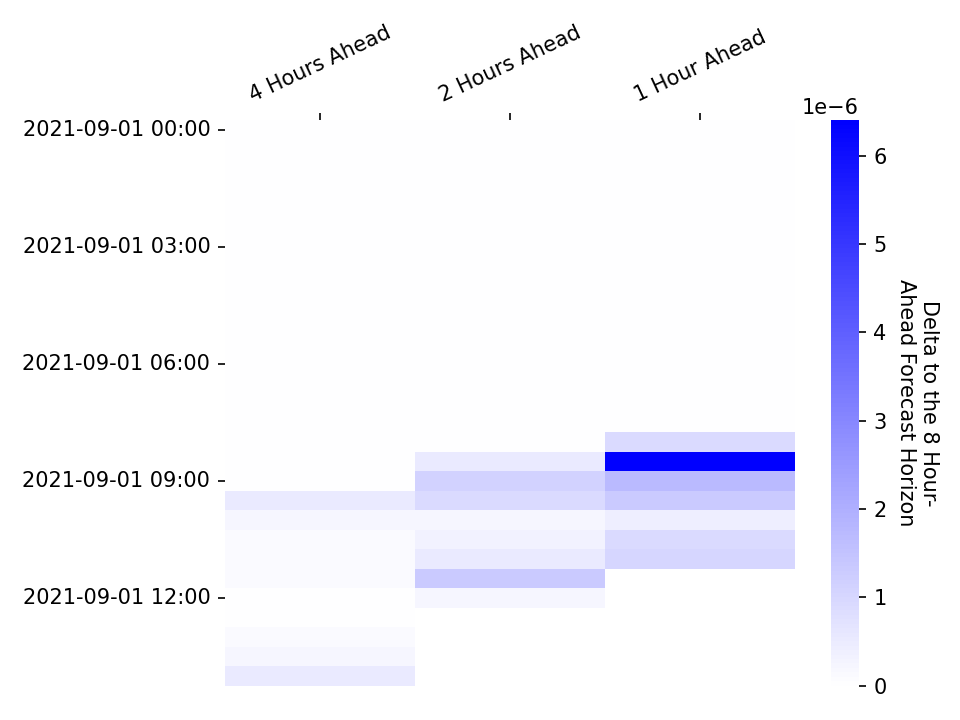 4 Hours Ahead
2 Hours Ahead
1 Hour Ahead
1e−6
2021-09-01 00:00
2021-09-01 03:00
2021-09-01 06:00
2021-09-01 09:00
2021-09-01 12:00
6
5
4
3
2
1
0
Delta to the 8 Hour-
Ahead Forecast Horizon